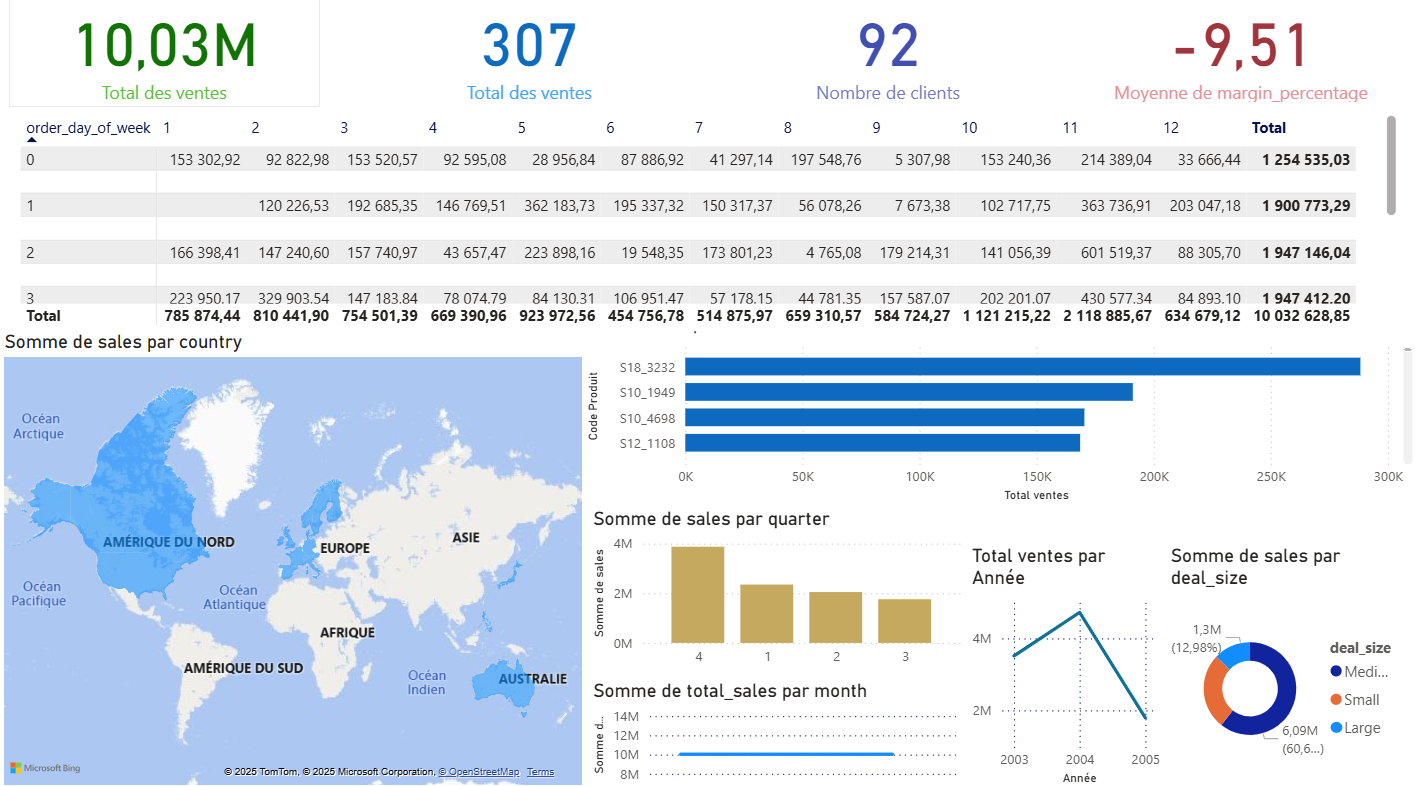 10,03M 307 92 -9,51
Total des ventes Total des ventes Nombre de clients Moyenne de margin_percentage
order_day_of_week 1 2 3 4 5 6 7 8 9 10 11 12 Total
0 153 302,92 92 822,98 153 520,57 92 595,08 28 956,84 87 886,92 41 297,14 197 548,76 5 307,98 153 240,36 214 389,04 33 666,44 1 254 535,03
1 120 226,53 192 685,35 146 769,51 362 183,73 195 337,32 150 317,37 56 078,26 7 673,38 102 717,75 363 736,91 203 047,18 1 900 773,29
2 166 398,41 147 240,60 157 740,97 43 657,47 223 898,16 19 548,35 173 801,23 4 765,08 179 214,31 141 056,39 601 519,37 88 305,70 1 947 146,04
3 223 950,17 329 903,54 147 183,84 78 074,79 84 130,31 106 951,47 57 178,15 44 781,35 157 587,07 202 201,07 430 577,34 84 893,10 1 947 412,20
Total 785 874,44 810 441,90 754 501,39 669 390,96 923 972,56 454 756,78 514 875,97 659 310,57 584 724,27 1 121 215,22 2 118 885,67 634 679,12 10 032 628,85
Somme de sales par country
Océan
Arctique
AMÉRIQUE DU NORD
EUROPE
ASIE
Océan
Pacifique
Océan
Atlantique
AFRIQUE
AMÉRIQUE DU SUD
Océan
Indien
AUSTRALIE
Microsoft Bing
© 2025 TomTom, © 2025 Microsoft Corporation, © OpenStreetMap Terms
Code Produit
S18_3232
S10_1949
S10_4698
S12_1108
0K 50K 100K 150K 200K 250K 300K
Total ventes
Somme de sales par quarter
Somme de sales
4M
2M
0M
4 1 2 3
Somme de total_sales par month
Somme d...
14M
12M
10M
8M
Total ventes par
Année
4M
2M
2003 2004 2005
Année
Somme de sales par
deal_size
1,3M
(12,98%)
6,09M
(60,6...)
deal_size
Medi...
Small
Large